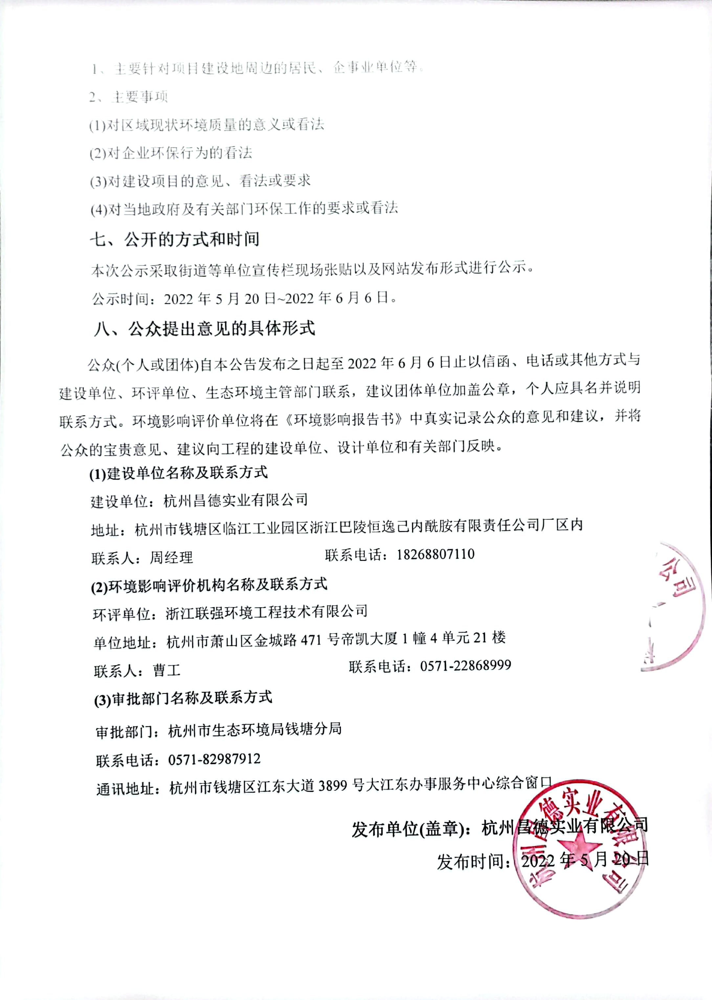 1、主要针对项目建设地周边的居民、企事业单位等。
2、主要事项
(1)对区域现状环境质量的意义或看法
(2)对企业环保行为的看法
(3)对建设项目的意见、看法或要求
(4)对当地政府及有关部门环保工作的要求或看法
七、公开的方式和时间
本次公示采取街道等单位宣传栏现场张贴以及网站发布形式进行公示。
公示时间：2022 年 5 月 20 日~2022 年 6 月 6 日。
八、公众提出意见的具体形式
公众(个人或团体)自本公告发布之日起至 2022 年 6 月 6 日止以信函、电话或其他方式与
建设单位、环评单位、生态环境主管部门联系，建议团体单位加盖公章，个人应具名并说明
联系方式。环境影响评价单位将在《环境影响报告书》中真实记录公众的意见和建议，并将
公众的宝贵意见、建议向工程的建设单位、设计单位和有关部门反映。
(1)建设单位名称及联系方式
建设单位：杭州昌德实业有限公司
地址：杭州市钱塘区临江工业园区浙江巴陵恒逸己内酰胺有限责任公司厂区内
联系人：周经理 联系电话：18268807110
(2)环境影响评价机构名称及联系方式
环评单位：浙江联强环境工程技术有限公司
单位地址：杭州市萧山区金城路 471 号帝凯大厦 1 幢 4 单元 21 楼
联系人：曹工 联系电话：0571-22868999
(3)审批部门名称及联系方式
审批部门：杭州市生态环境局钱塘分局
联系电话：0571-82987912
通讯地址：杭州市钱塘区江东大道 3899 号大江东办事服务中心综合窗口
发布单位(盖章)：杭州昌德实业有限公司
发布时间：2022 年 5 月 20 日
杭州昌德实业有限公司
公司